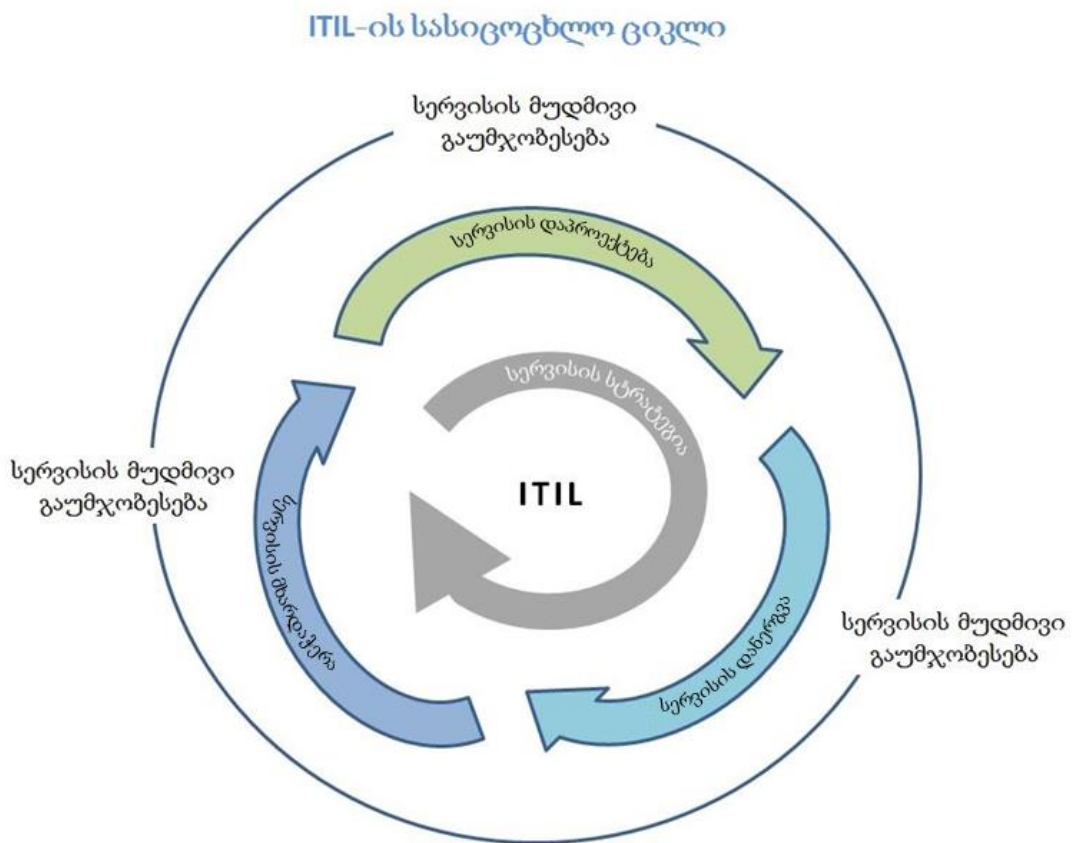 ITIL-ის სასიცოცხლო ციკლი
სერვისის მუდმივი
გაუმჯობესება
სერვისის დაპროექტება
სერვისის სტრატეგია
სერვისის მუდმივი
გაუმჯობესება
ITIL
სერვისის მხარდაჭერა
სერვისის დანერგვა
სერვისის მუდმივი
გაუმჯობესება